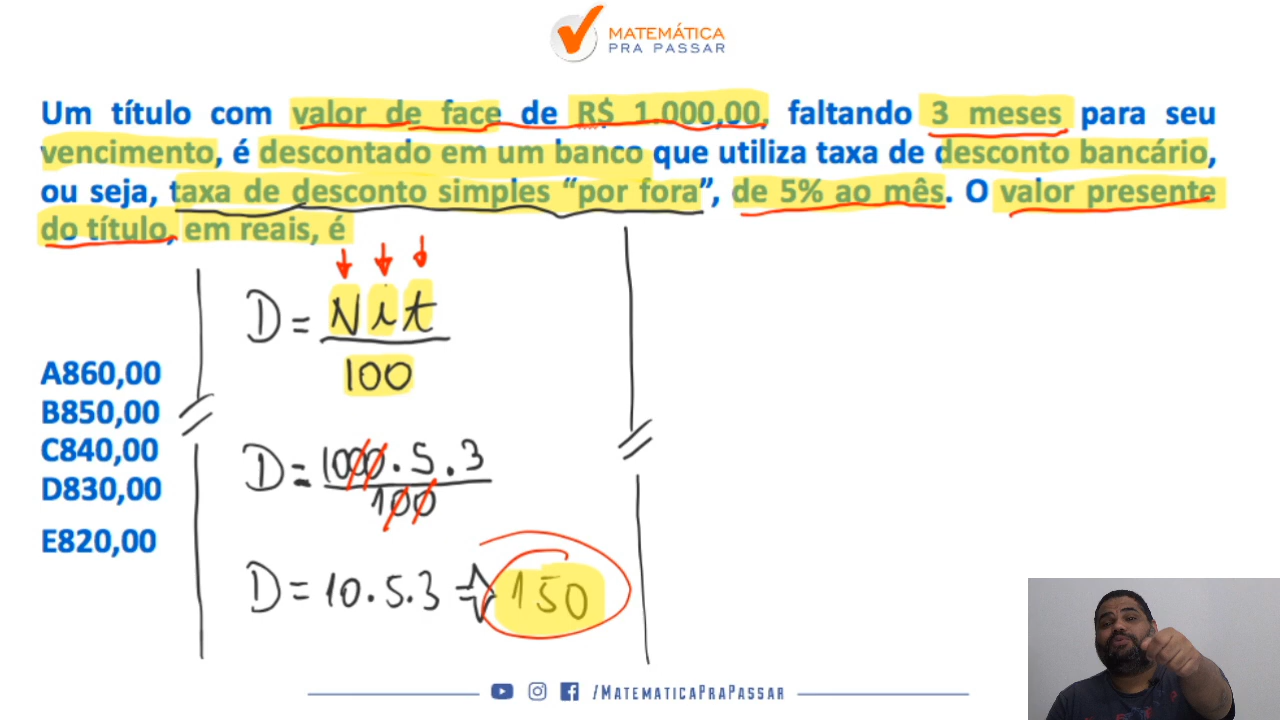 MATEMÁTICA
PRA PASSAR
Um título com valor de face de R$ 1.000,00, faltando 3 meses para seu
vencimento, é descontado em um banco que utiliza taxa de desconto bancário,
ou seja, taxa de desconto simples “por fora”, de 5% ao mês. O valor presente
do título, em reais, é
D = Nit
100
A860,00
B850,00
C840,00
D830,00
E820,00
D = 1000 . 5 . 3
100
D = 10 . 5 . 3 ⇒ 150
/MatematicaPraPassar